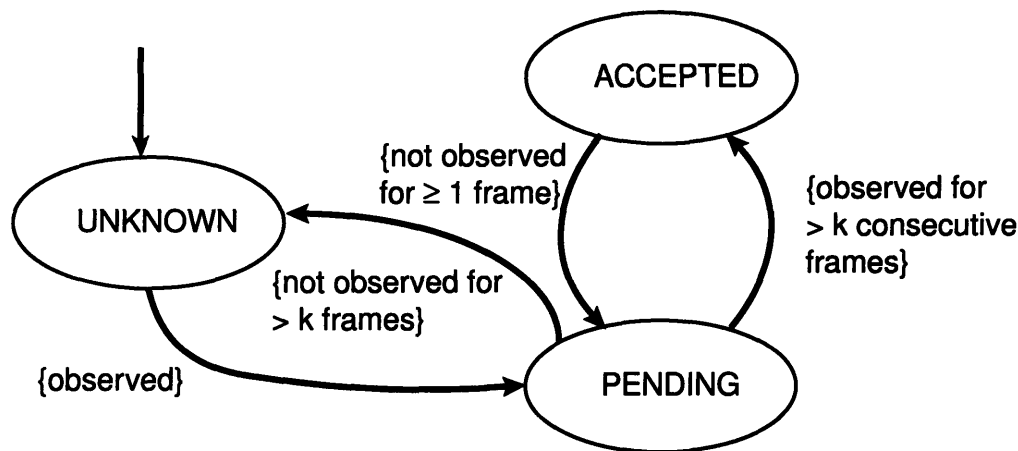 ACCEPTED
{not observed
for ≥ 1 frame}
{observed for
> k consecutive
frames}
UNKNOWN
{not observed for
> k frames}
{observed}
PENDING